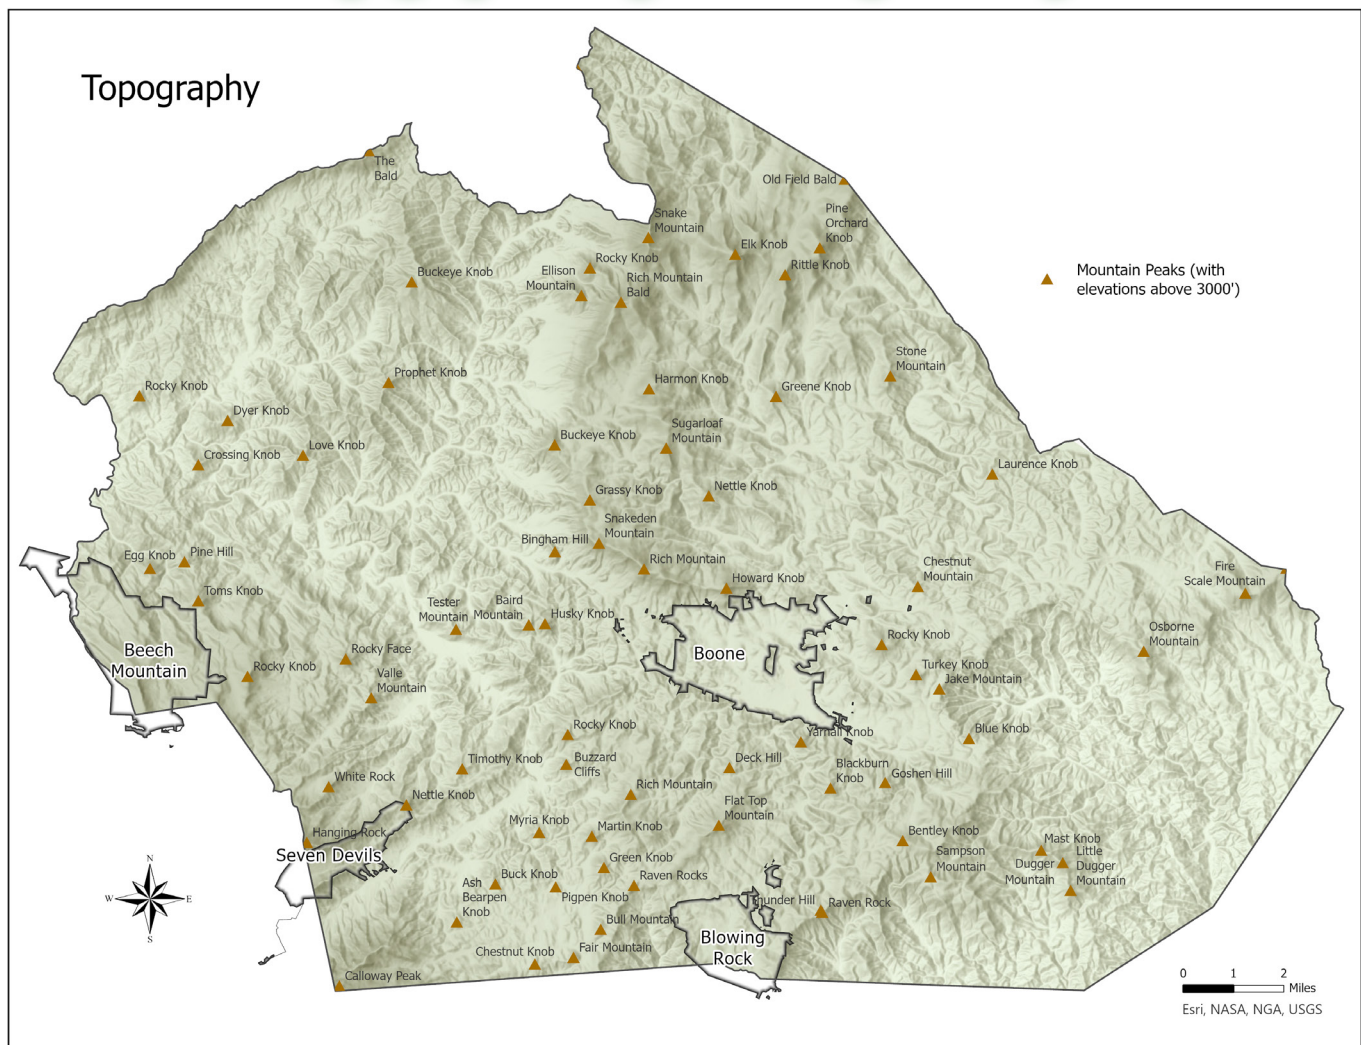 Topography
The
Bald
Old Field Bald
Pine
Orchard
Knob
Snake
Mountain
Elk Knob
Rocky Knob
Rittle Knob
Buckeye Knob
Ellison
Mountain
Rich Mountain
Bald
Mountain Peaks (with
elevations above 3000')
Stone
Mountain
Prophet Knob
Harmon Knob
Greene Knob
Rocky Knob
Dyer Knob
Sugarloaf
Mountain
Buckeye Knob
Love Knob
Crossing Knob
Laurence Knob
Grassy Knob
Nettle Knob
Snakeden
Mountain
Bingham Hill
Egg Knob
Pine Hill
Rich Mountain
Howard Knob
Chestnut
Mountain
Fire
Scale Mountain
Toms Knob
Tester
Mountain
Baird
Mountain
Husky Knob
Osborne
Mountain
Rocky Knob
Beech
Mountain
Rocky Face
Boone
Rocky Knob
Valle
Mountain
Turkey Knob
Jake Mountain
Rocky Knob
Yarnall Knob
Blue Knob
Timothy Knob
Buzzard
Cliffs
Deck Hill
Blackburn
Knob
Goshen Hill
White Rock
Rich Mountain
Nettle Knob
Flat Top
Mountain
Myria Knob
Martin Knob
Hanging Rock
Bentley Knob
Mast Knob
Seven Devils
Green Knob
Sampson
Mountain
Dugger
Mountain
Little
Dugger
Mountain
Buck Knob
Raven Rocks
Ash
Bearpen
Knob
Pigpen Knob
Thunder Hill
Raven Rock
Bull Mountain
Blowing
Rock
Chestnut Knob
Fair Mountain
Calloway Peak
N
W
E
S
0
1
2
Miles
Esri, NASA, NGA, USGS